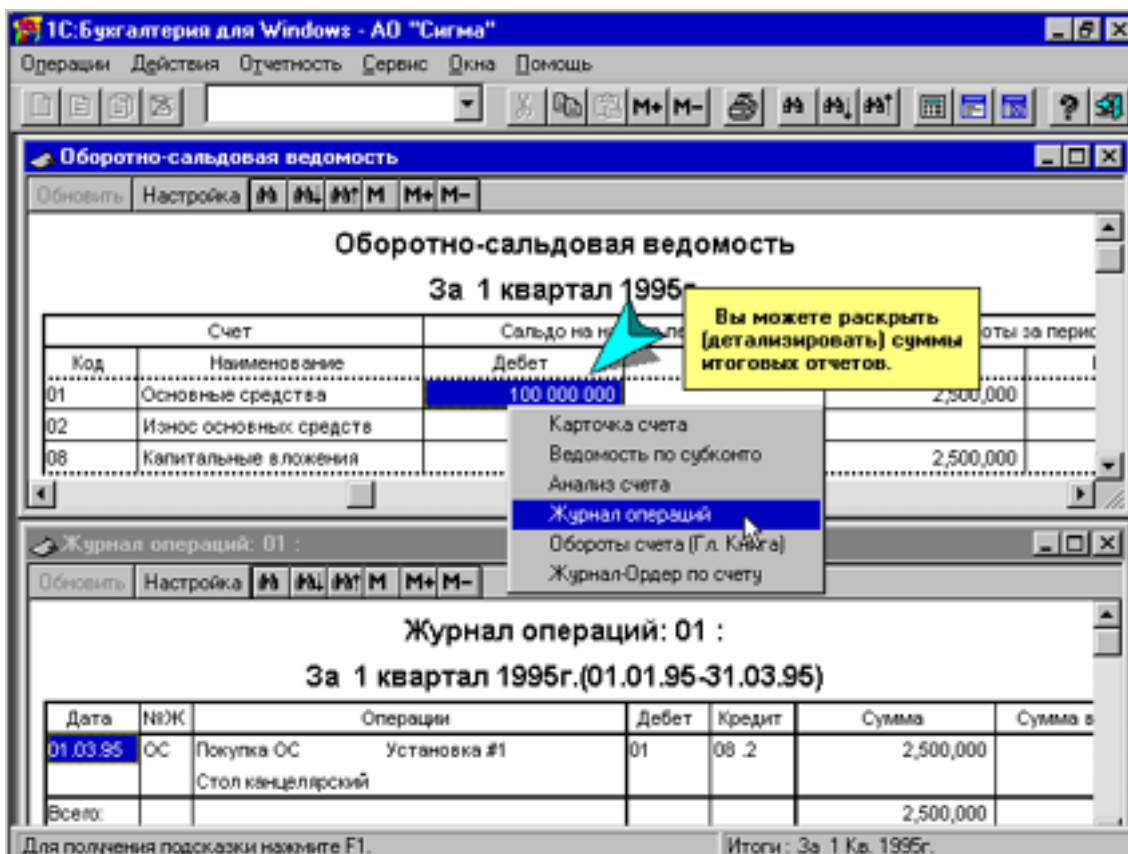 1С:Бухгалтерия для Windows - АО "Сигма"
Операции Действия Отчетность Сервис Окна Помощь
M+ M- ?
Оборотно-сальдовая ведомость
Обновить Настройка M M+ M-
Оборотно-сальдовая ведомость
За 1 квартал 1995г
Вы можете раскрыть
(детализировать) суммы
итоговых отчетов.
Счет Сальдо на за перио
Код Наименование Дебет
01 Основные средства 100 000 000 2,500,000
02 Износ основных средств
08 Капитальные вложения 2,500,000
Карточка счета
Ведомость по субконто
Анализ счета
Журнал операций
Обороты счета (Гл. Книга)
Журнал-Ордер по счету
Журнал операций: 01 :
Обновить Настройка M M+ M-
Журнал операций: 01 :
За 1 квартал 1995г.(01.01.95-31.03.95)
Дата №Ж Операции Дебет Кредит Сумма Сумма в
01.03.95 ОС Покупка ОС Установка #1 01 08 .2 2,500,000
Стол канцелярский
Всего: 2,500,000
Для получения подсказки нажмите F1. Итоги : За 1 Кв. 1995г.